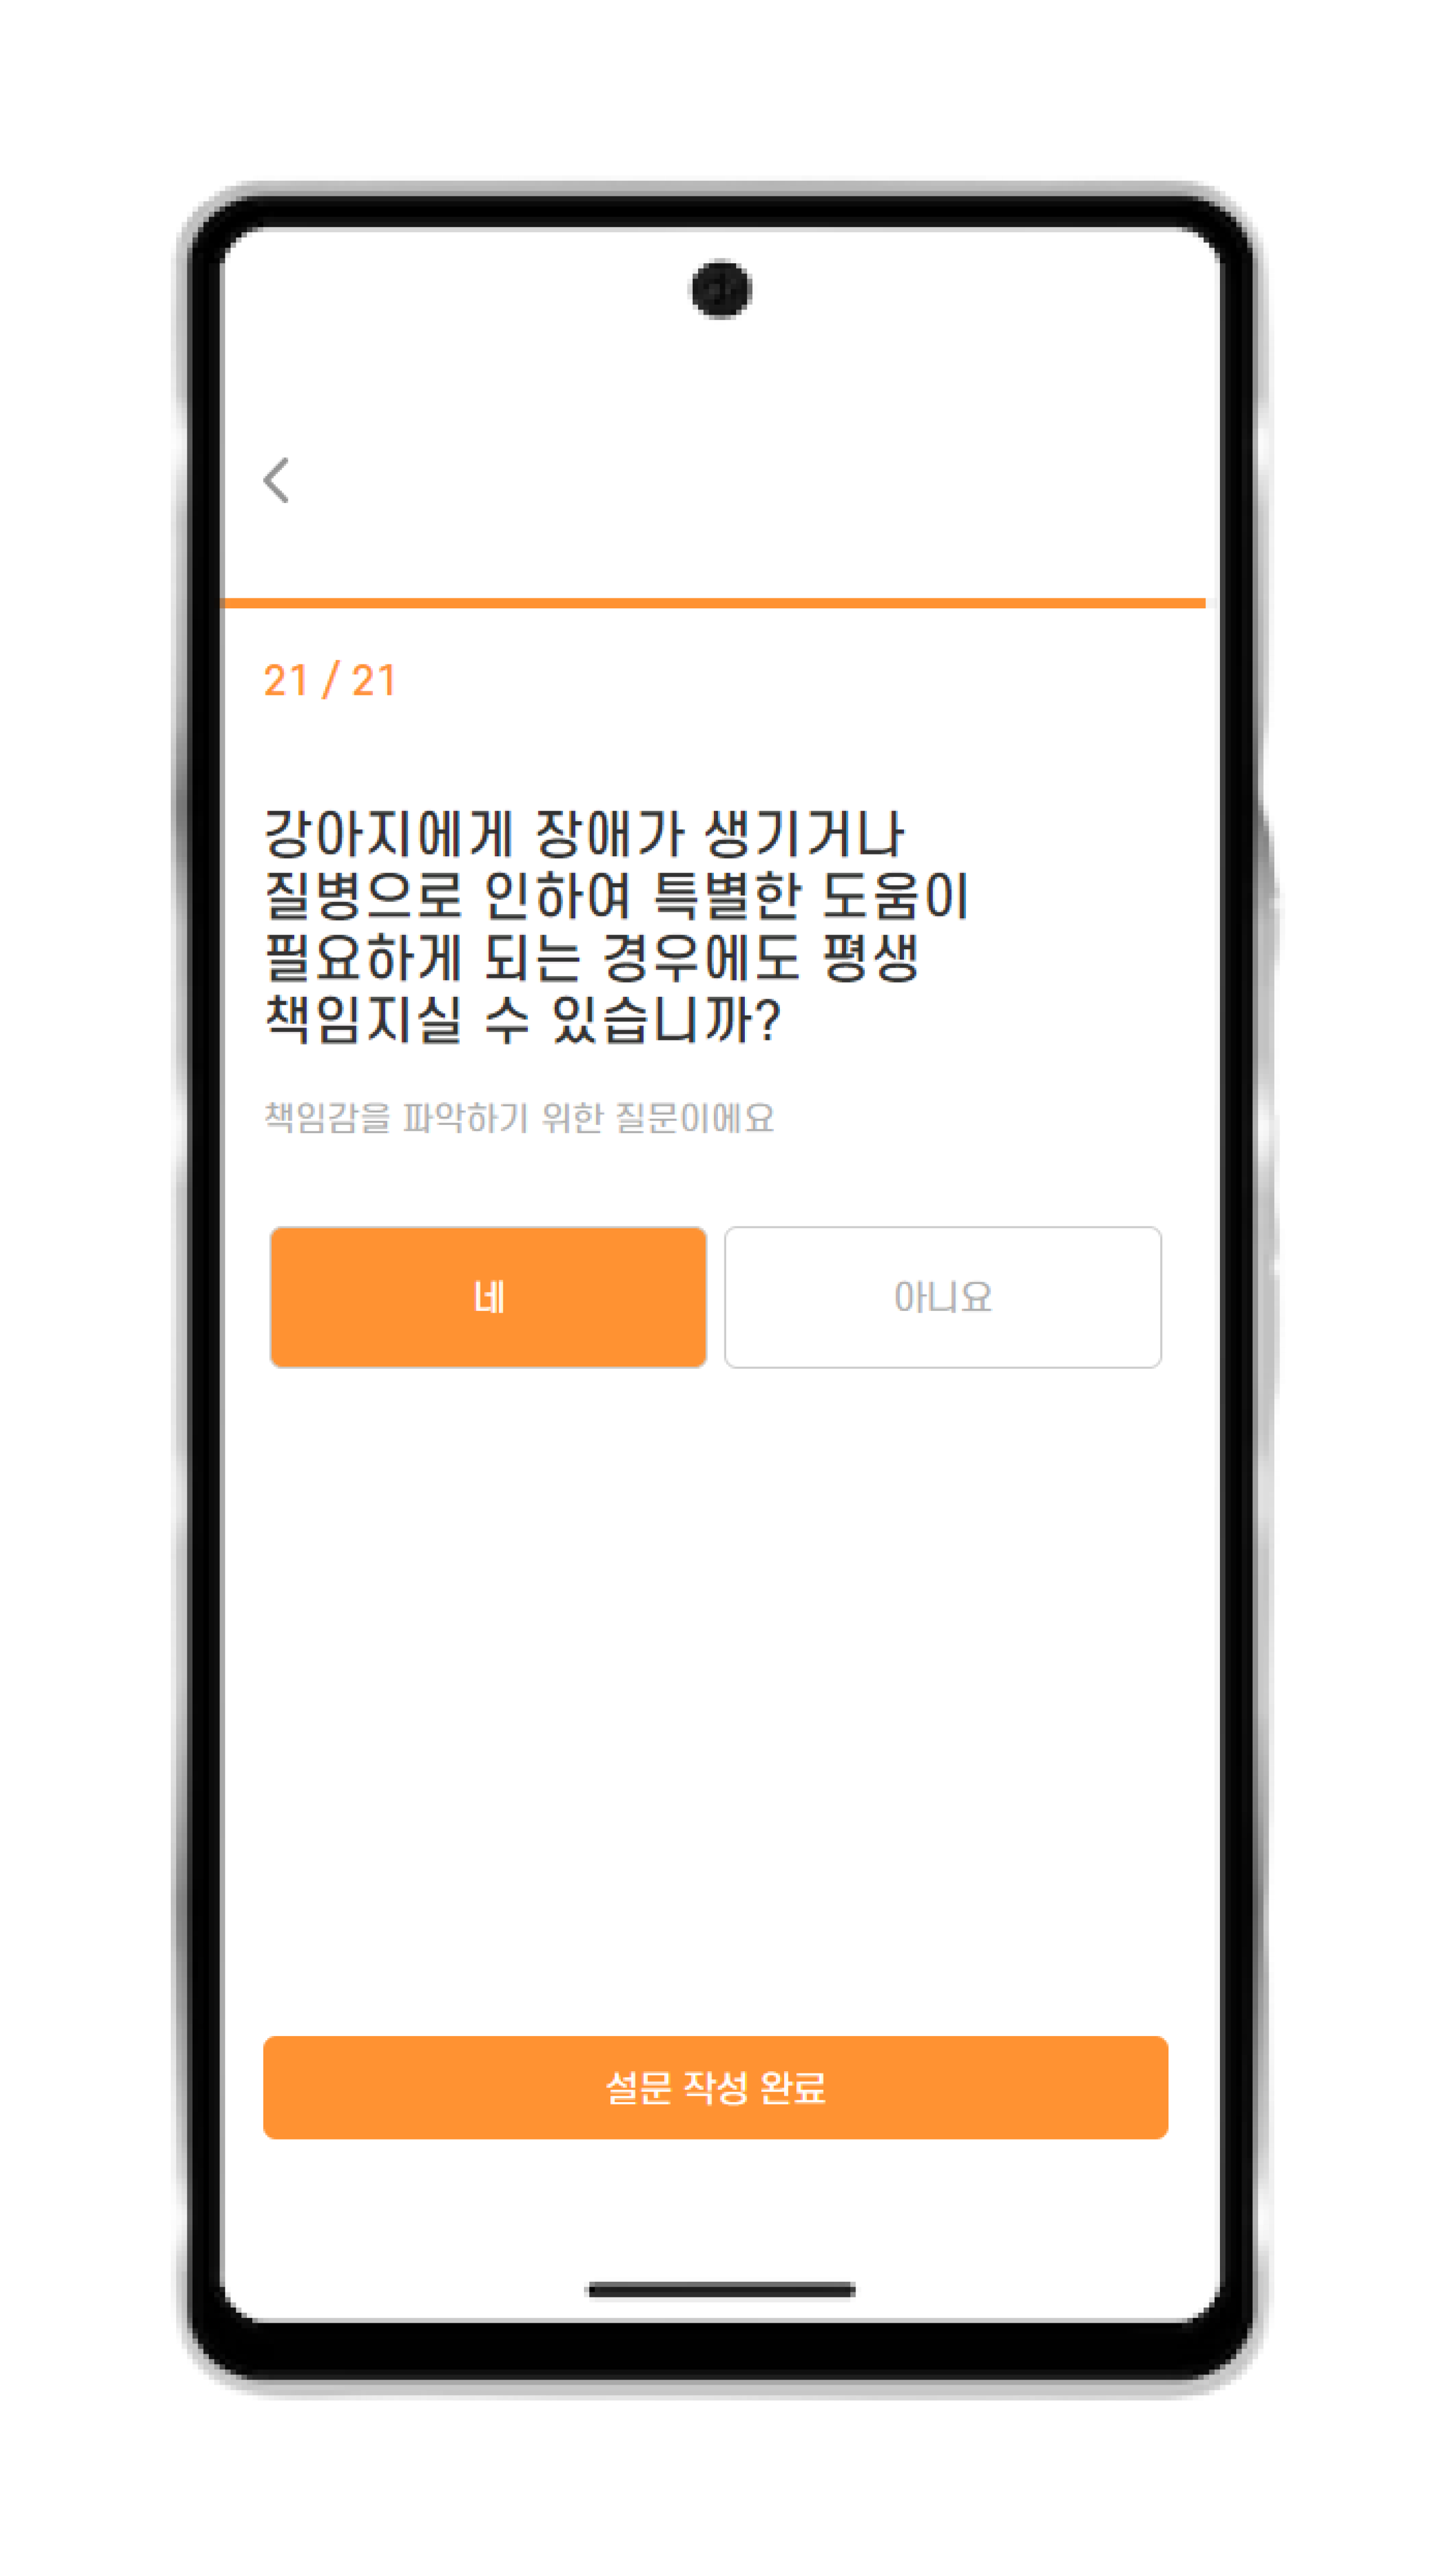 21 / 21
강아지에게 장애가 생기거나
질병으로 인하여 특별한 도움이
필요하게 되는 경우에도 평생
책임지실 수 있습니까?
책임감을 파악하기 위한 질문이에요
네
아니요
설문 작성 완료